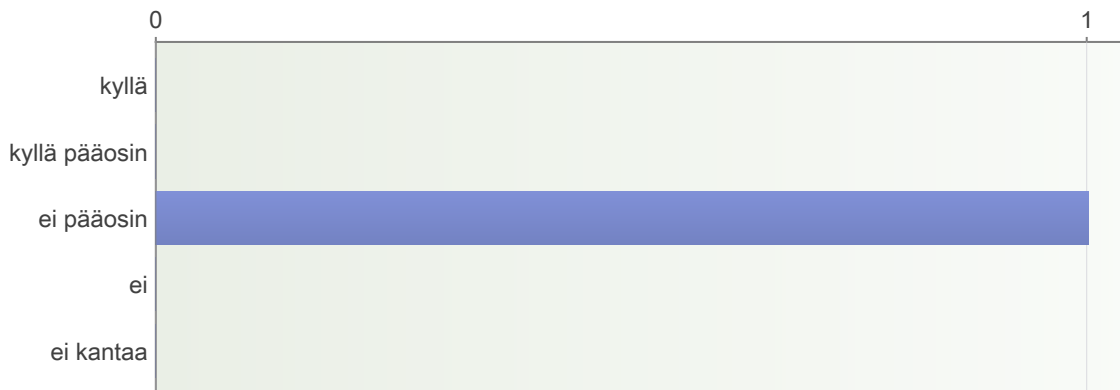 0 1
kyllä
kyllä pääosin
ei pääosin
ei
ei kantaa